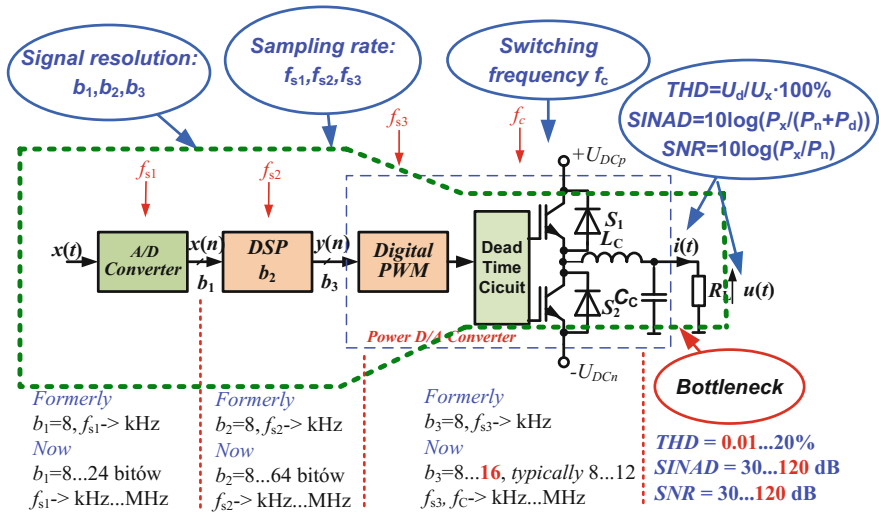 Signal resolution:
b1,b2,b3
Sampling rate:
fs1,fs2,fs3
Switching
frequency fc
THD=Ud/Ux·100%
SINAD=10log(Px/(Pn+Pd))
SNR=10log(Px/Pn)
fs1
fs2
fs3
fc
+UDCp
x(t)
A/D
Converter
x(n)
b1
DSP
b2
y(n)
b3
Digital
PWM
Dead
Time
Cicuit
S1
LC
i(t)
S2
CC
RL
u(t)
Power D/A Converter
-UDCn
Bottleneck
Formerly
b1=8, fs1-> kHz
Now
b1=8...24 bitów
fs1-> kHz...MHz
Formerly
b2=8, fs2-> kHz
Now
b2=8...64 bitów
fs2-> kHz...MHz
Formerly
b3=8, fs3-> kHz
Now
b3=8...16, typically 8...12
fs3, fC-> kHz...MHz
THD = 0.01...20%
SINAD = 30...120 dB
SNR = 30...120 dB